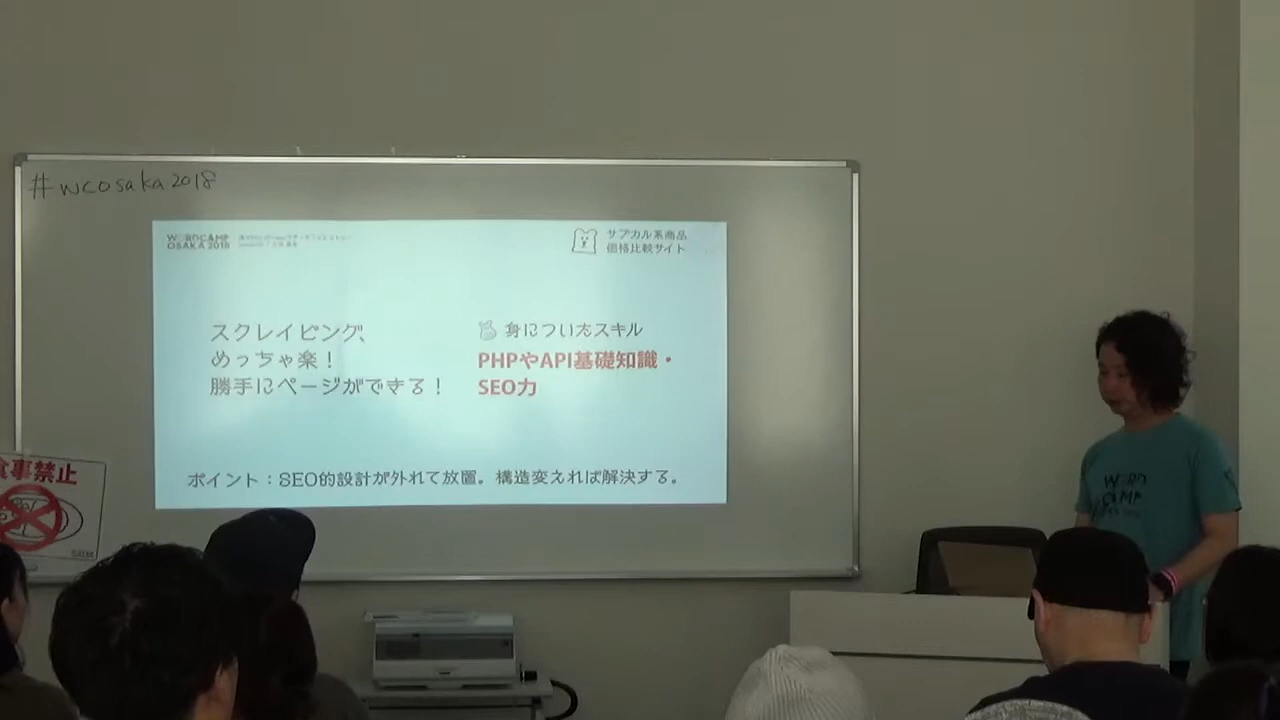 #wcosaka2018
WORDCAMP
OSAKA 2018
サブカル系商品
価格比較サイト
スクレイピング、
めっちゃ楽！
勝手にページができる！
身についたスキル
PHPやAPI基礎知識・
SEO力
ポイント：SEO的設計が外れて放置。構造変えれば解決する。
食事禁止
WORD
CAMP